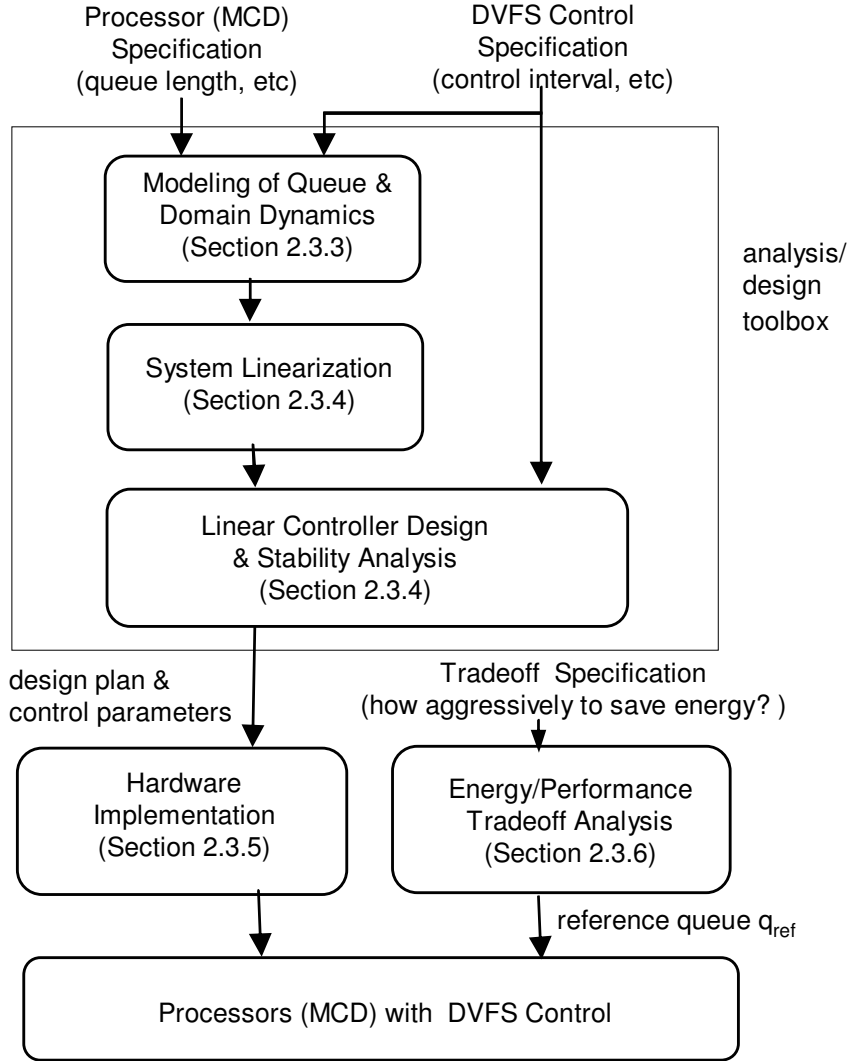 Processor (MCD)
Specification
(queue length, etc)
DVFS Control
Specification
(control interval, etc)
Modeling of Queue &
Domain Dynamics
(Section 2.3.3)
analysis/
design
toolbox
System Linearization
(Section 2.3.4)
Linear Controller Design
& Stability Analysis
(Section 2.3.4)
design plan &
control parameters
Tradeoff Specification
(how aggressively to save energy? )
Hardware
Implementation
(Section 2.3.5)
Energy/Performance
Tradeoff Analysis
(Section 2.3.6)
reference queue qref
Processors (MCD) with DVFS Control